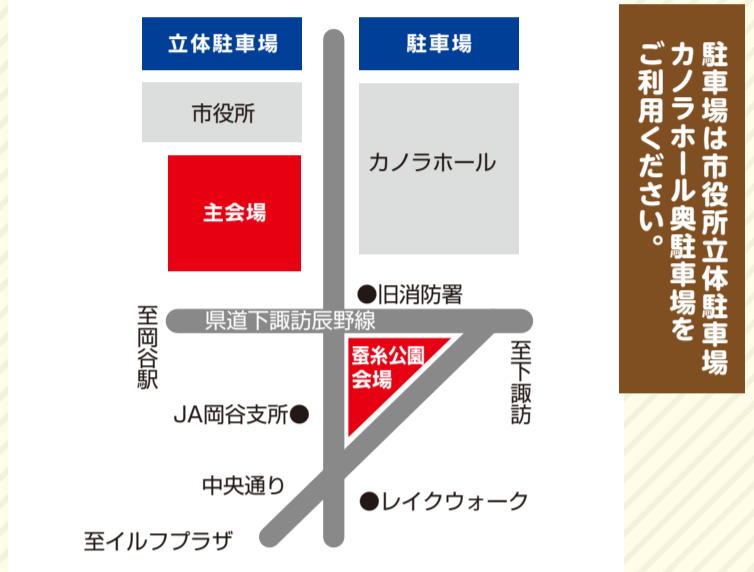 立体駐車場
駐車場
市役所
カノラホール
主会場
●旧消防署
県道下諏訪辰野線
至岡谷駅
蚕糸公園
会場
至下諏訪
JA岡谷支所●
中央通り
●レイクウォーク
至イルフプラザ
駐車場は市役所立体駐車場
カノラホール奥駐車場を
ご利用ください。